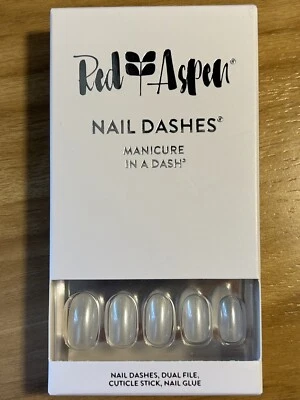 Red Aspen®
NAIL DASHES®
MANICURE
IN A DASH®
NAIL DASHES, DUAL FILE,
CUTICLE STICK, NAIL GLUE